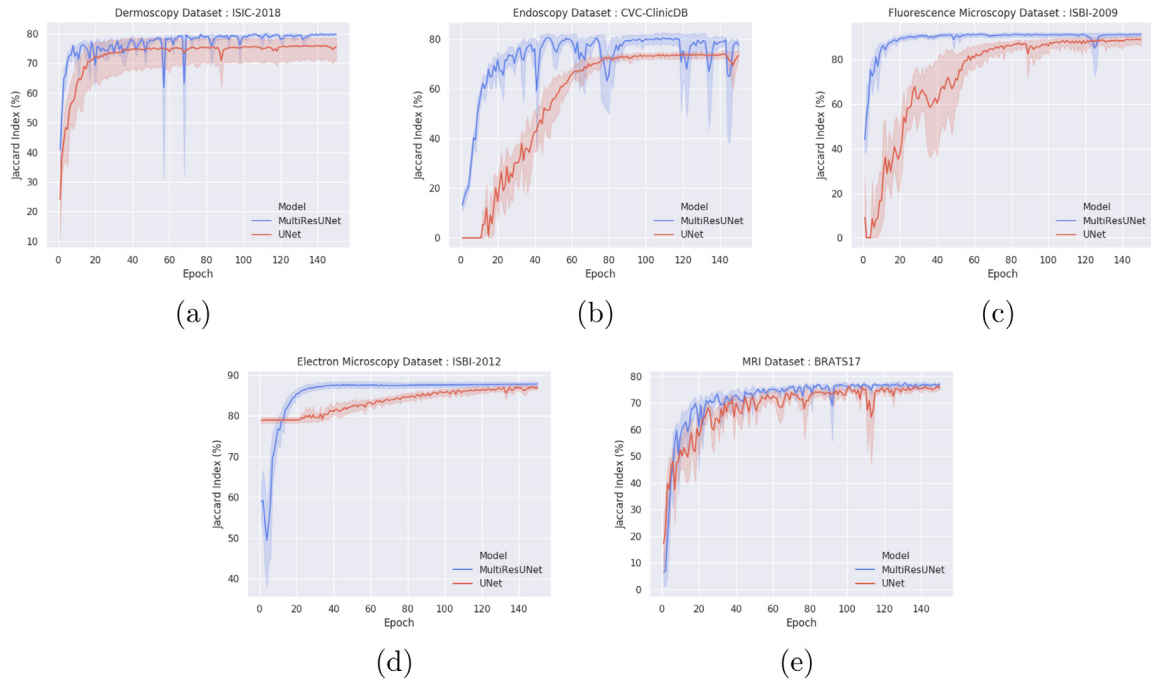 Dermoscopy Dataset : ISIC-2018
Jaccard Index (%)
80
70
60
50
40
30
20
10
0 20 40 60 80 100 120 140
Epoch
Model
MultiResUNet
UNet
(a)
Endoscopy Dataset : CVC-ClinicDB
Jaccard Index (%)
80
60
40
20
0
0 20 40 60 80 100 120 140
Epoch
Model
MultiResUNet
UNet
(b)
Fluorescence Microscopy Dataset : ISBI-2009
Jaccard Index (%)
80
60
40
20
0
0 20 40 60 80 100 120 140
Epoch
Model
MultiResUNet
UNet
(c)
Electron Microscopy Dataset : ISBI-2012
Jaccard Index (%)
90
80
70
60
50
40
0 20 40 60 80 100 120 140
Epoch
Model
MultiResUNet
UNet
(d)
MRI Dataset : BRATS17
Jaccard Index (%)
80
70
60
50
40
30
20
10
0
0 20 40 60 80 100 120 140
Epoch
Model
MultiResUNet
UNet
(e)